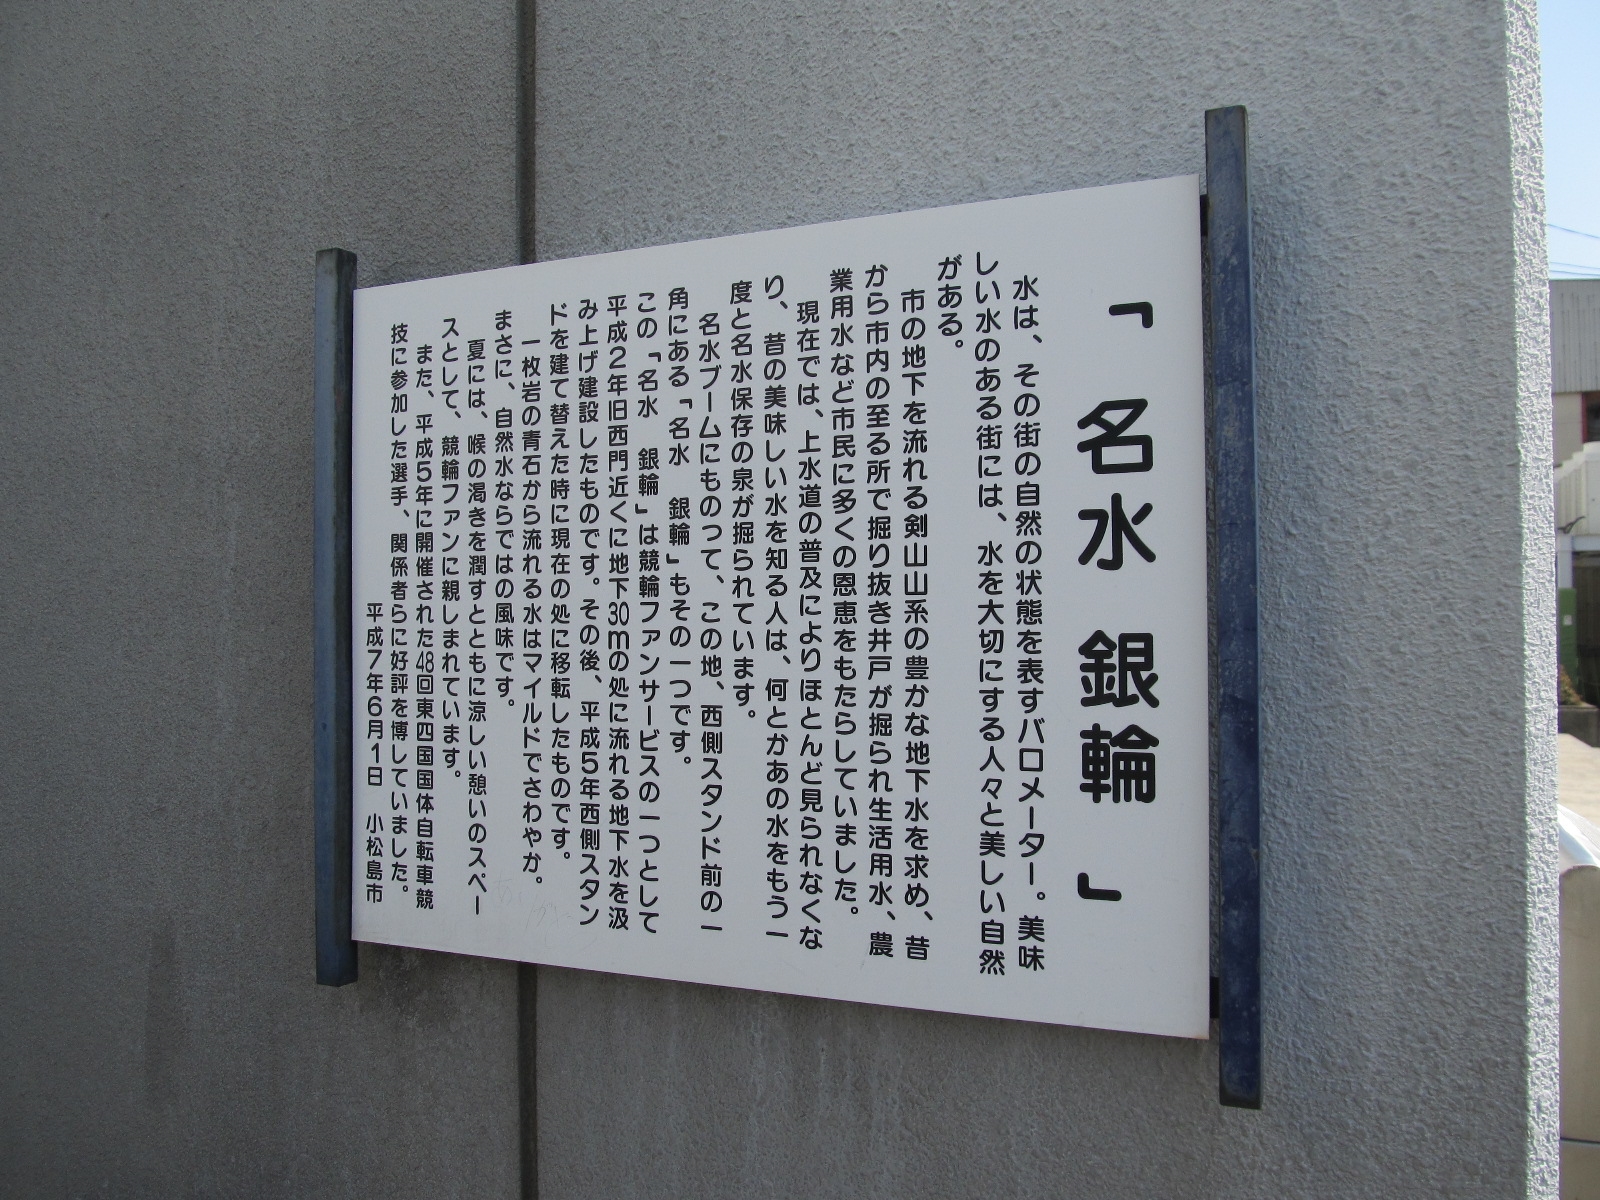 「名水 銀輪」
水は、その街の自然の状態を表すバロメーター。美味
しい水のある街には、水を大切にする人々と美しい自然
がある。
市の地下を流れる剣山山系の豊かな地下水を求め、昔
から市内の至る所で掘り抜き井戸が掘られ生活用水、農
業用水など市民に多くの恩恵をもたらしていました。
現在では、上水道の普及によりほとんど見られなくな
り、昔の美味しい水を知る人は、何とかあの水をもう一
度と名水保存の泉が掘られています。
名水ブームにものって、この地、西側スタンド前の一
角にある「名水 銀輪」もその一つです。
この「名水 銀輪」は競輪ファンサービスの一つとして
平成2年旧西門近くに地下30mの処に流れる地下水を汲
み上げ建設したものです。その後、平成5年西側スタン
ドを建て替えた時に現在の処に移転したものです。
一枚岩の青石から流れる水はマイルドでさわやか。
まさに、自然水ならではの風味です。
夏には、喉の渇きを潤すとともに涼しい憩いのスペー
スとして、競輪ファンに親しまれています。
また、平成5年に開催された48回東四国国体自転車競
技に参加した選手、関係者らに好評を博していました。
平成7年6月1日 小松島市